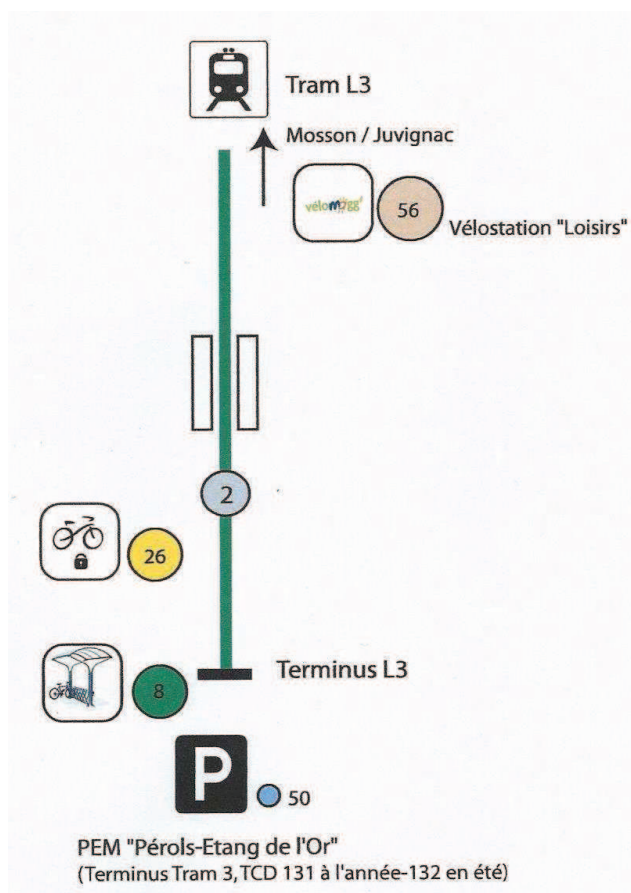 Tram L3
Mosson / Juvignac
vélomagg'
56
Vélostation "Loisirs"
2
26
8
Terminus L3
P
50
PEM "Pérols-Etang de l'Or"
(Terminus Tram 3, TCD 131 à l'année-132 en été)